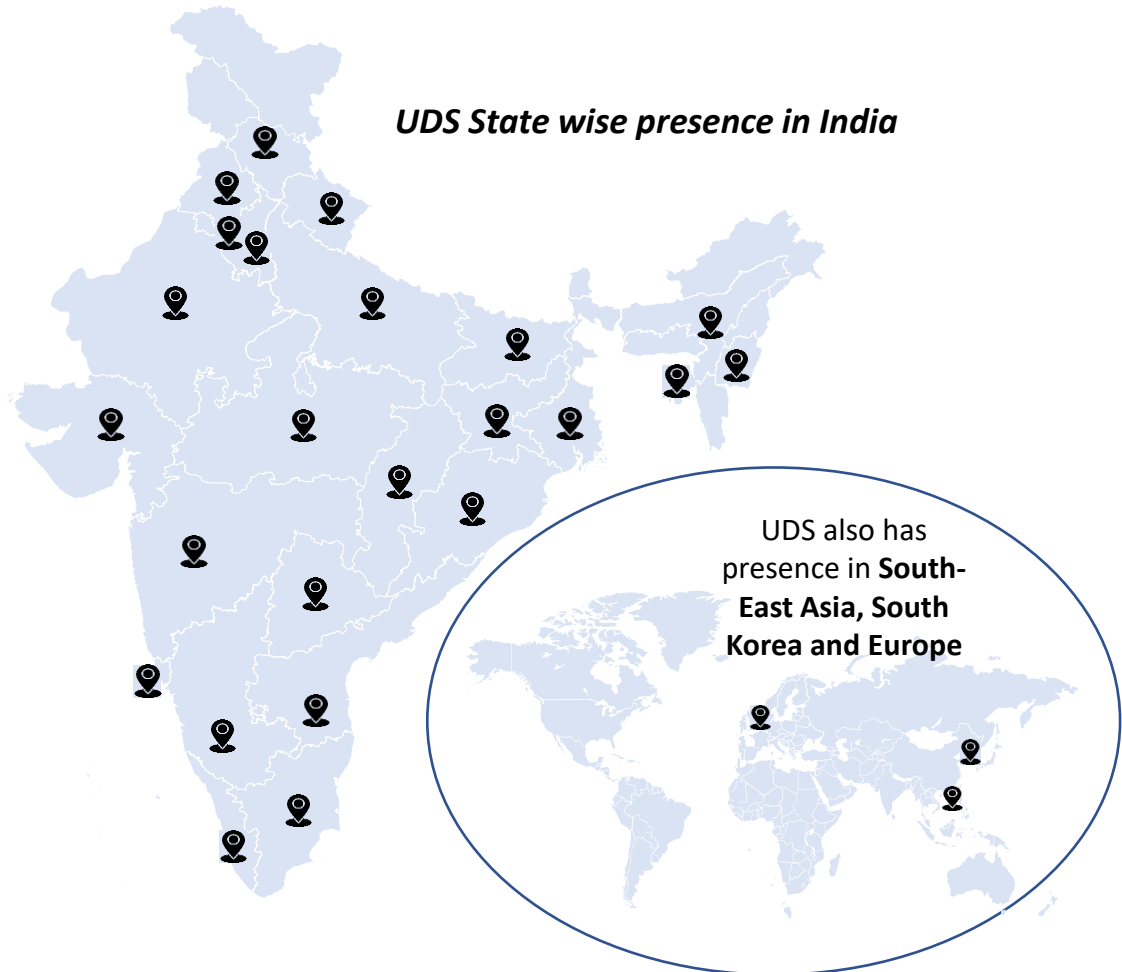 UDS State wise presence in India
UDS also has
presence in South-
East Asia, South
Korea and Europe